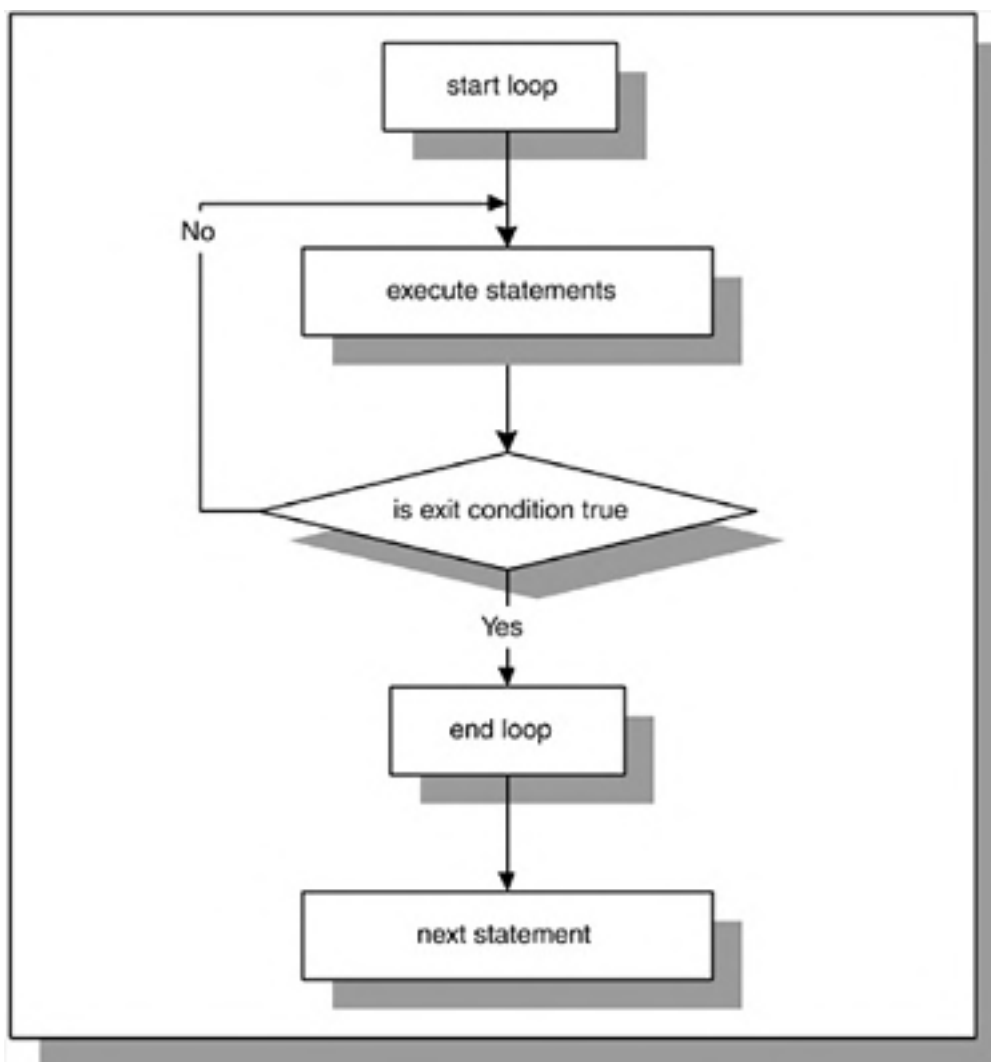 start loop
No
execute statements
is exit condition true
Yes
end loop
next statement